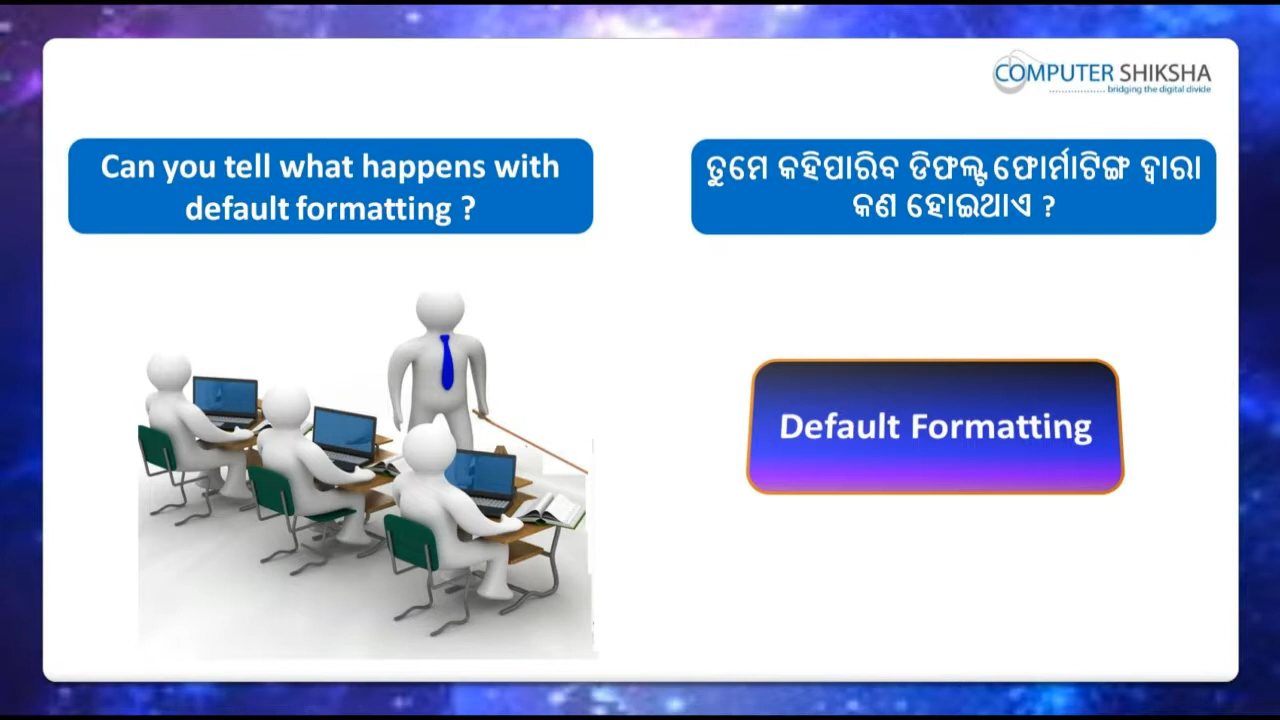 COMPUTER SHIKSHA
bridging the digital divide
Can you tell what happens with
default formatting ?
ତୁମେ କହିପାରିବ ଡିଫଲ୍ଟ ଫୋର୍ମାଟିଙ୍ଗ ଦ୍ୱାରା
କଣ ହୋଇଥାଏ ?
Default Formatting